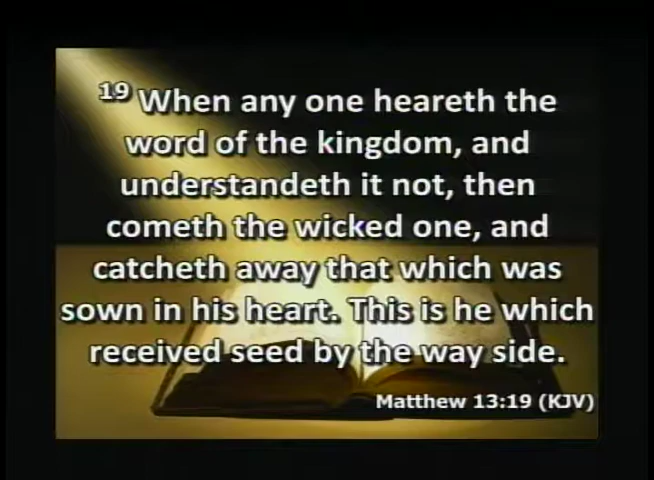 19 When any one heareth the
word of the kingdom, and
understandeth it not, then
cometh the wicked one, and
catcheth away that which was
sown in his heart. This is he which
received seed by the way side.
Matthew 13:19 (KJV)